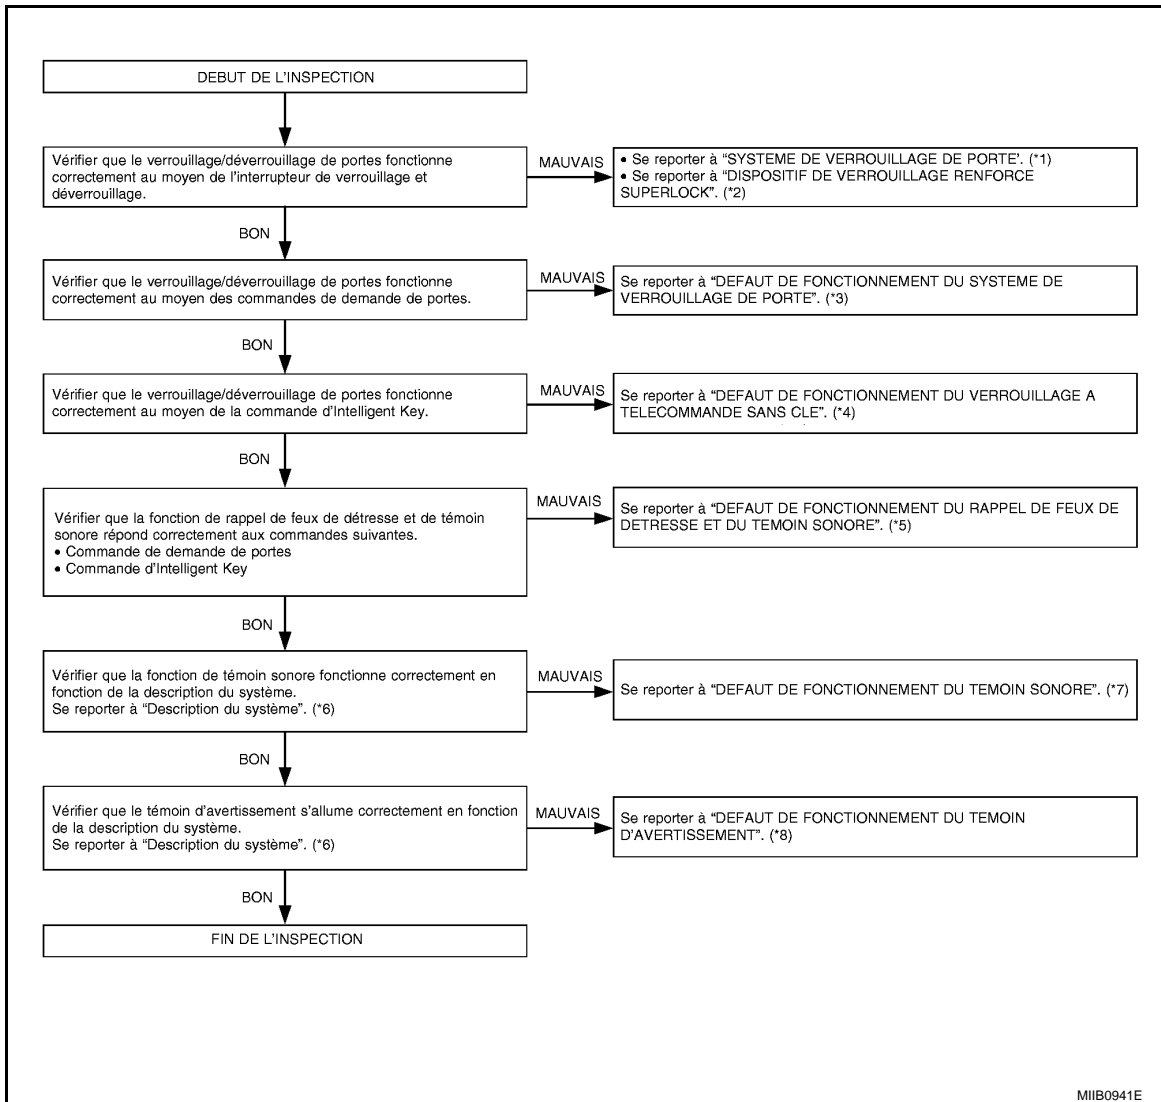 DEBUT DE L'INSPECTION
Vérifier que le verrouillage/déverrouillage de portes fonctionne
correctement au moyen de l'interrupteur de verrouillage et
déverrouillage.
MAUVAIS
• Se reporter à “SYSTEME DE VERROUILLAGE DE PORTE'. (*1)
• Se reporter à “DISPOSITIF DE VERROUILLAGE RENFORCE
SUPERLOCK”. (*2)
BON
Vérifier que le verrouillage/déverrouillage de portes fonctionne
correctement au moyen des commandes de demande de portes.
MAUVAIS
Se reporter à “DEFAUT DE FONCTIONNEMENT DU SYSTEME DE
VERROUILLAGE DE PORTE”. (*3)
BON
Vérifier que le verrouillage/déverrouillage de portes fonctionne
correctement au moyen de la commande d'Intelligent Key.
MAUVAIS
Se reporter à “DEFAUT DE FONCTIONNEMENT DU VERROUILLAGE A
TELECOMMANDE SANS CLE”. (*4)
BON
Vérifier que la fonction de rappel de feux de détresse et de témoin
sonore répond correctement aux commandes suivantes.
• Commande de demande de portes
• Commande d'Intelligent Key
MAUVAIS
Se reporter à “DEFAUT DE FONCTIONNEMENT DU RAPPEL DE FEUX DE
DETRESSE ET DU TEMOIN SONORE”. (*5)
BON
Vérifier que la fonction de témoin sonore fonctionne correctement en
fonction de la description du système.
Se reporter à “Description du système”. (*6)
MAUVAIS
Se reporter à “DEFAUT DE FONCTIONNEMENT DU TEMOIN SONORE”. (*7)
BON
Vérifier que le témoin d'avertissement s'allume correctement en fonction
de la description du système.
Se reporter à “Description du système”. (*6)
MAUVAIS
Se reporter à “DEFAUT DE FONCTIONNEMENT DU TEMOIN
D'AVERTISSEMENT”. (*8)
BON
FIN DE L'INSPECTION
MIIB0941E